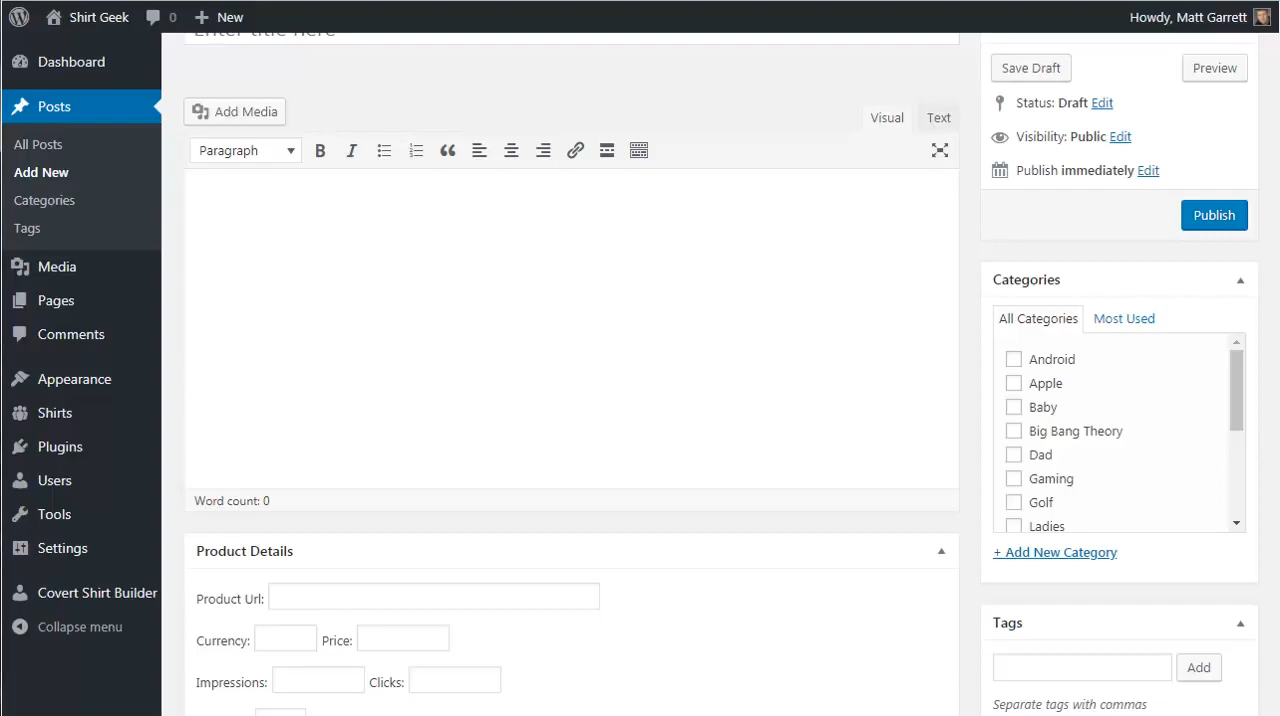 Shirt Geek
0
New
Howdy, Matt Garrett
Dashboard
Posts
All Posts
Add New
Categories
Tags
Media
Pages
Comments
Appearance
Shirts
Plugins
Users
Tools
Settings
Covert Shirt Builder
Collapse menu
Enter title here
Add Media
Visual
Text
Paragraph
Word count: 0
Product Details
Product Url:
Currency:
Price:
Impressions:
Clicks:
Save Draft
Preview
Status: Draft Edit
Visibility: Public Edit
Publish immediately Edit
Publish
Categories
All Categories
Most Used
Android
Apple
Baby
Big Bang Theory
Dad
Gaming
Golf
Ladies
+ Add New Category
Tags
Add
Separate tags with commas